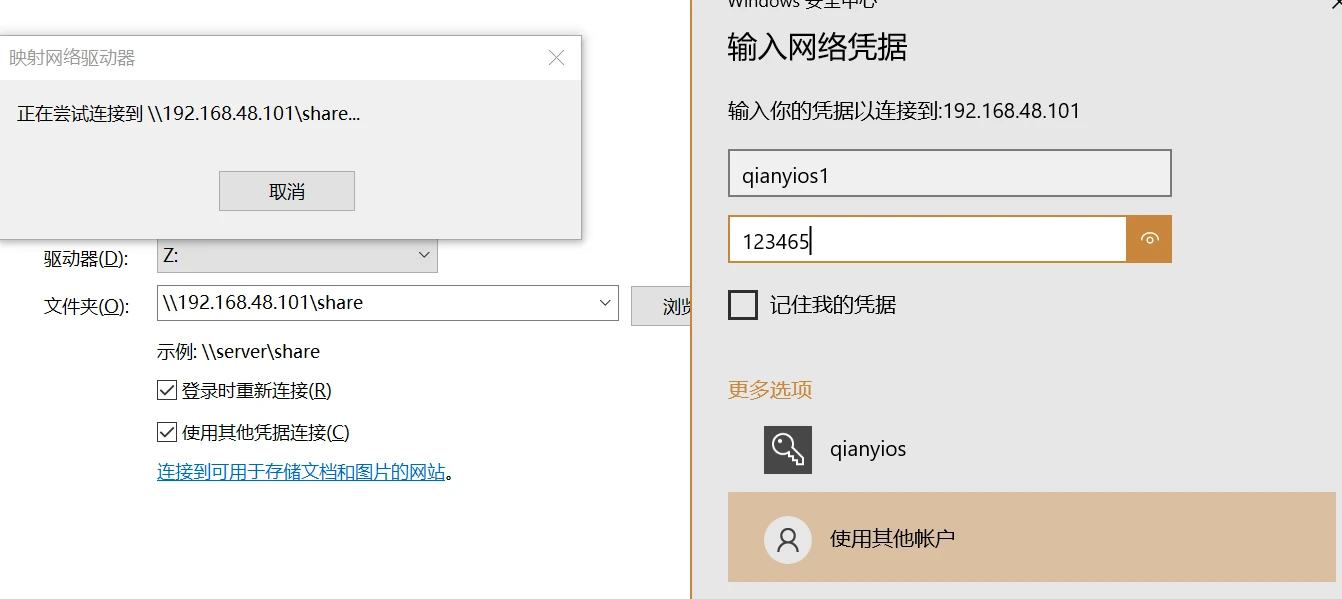 映射网络驱动器
正在尝试连接到 \\192.168.48.101\share...
取消
驱动器(D):
Z:
文件夹(O):
\\192.168.48.101\share
浏览
示例: \\server\share
登录时重新连接(R)
使用其他凭据连接(C)
连接到可用于存储文档和图片的网站。
Windows 安全中心
输入网络凭据
输入你的凭据以连接到:192.168.48.101
qianyios1
123465
记住我的凭据
更多选项
qianyios
使用其他帐户